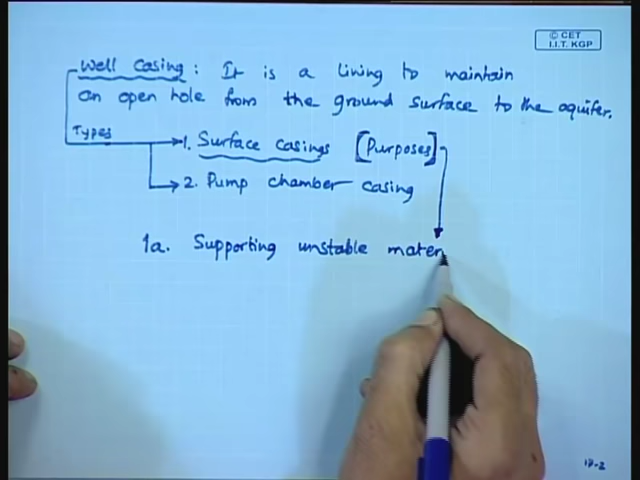 © CET
I.I.T. KGP
Well Casing : It is a lining to maintain
an open hole from the ground surface to the aquifer.
Types
1. Surface casings [Purposes]
2. Pump chamber casing
1a. Supporting unstable mater
17-2